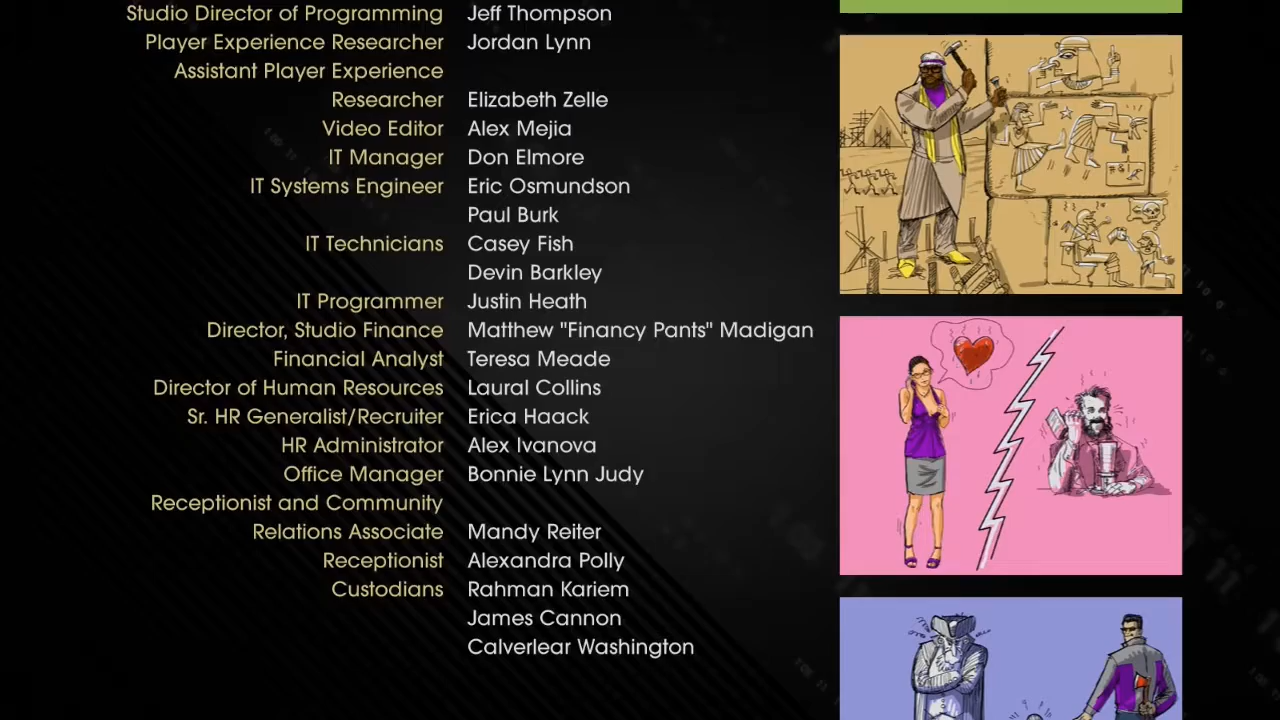 Studio Director of Programming Jeff Thompson
Player Experience Researcher Jordan Lynn
Assistant Player Experience
Researcher Elizabeth Zelle
Video Editor Alex Mejia
IT Manager Don Elmore
IT Systems Engineer Eric Osmundson
Paul Burk
IT Technicians Casey Fish
Devin Barkley
IT Programmer Justin Heath
Director, Studio Finance Matthew "Financy Pants" Madigan
Financial Analyst Teresa Meade
Director of Human Resources Laural Collins
Sr. HR Generalist/Recruiter Erica Haack
HR Administrator Alex Ivanova
Office Manager Bonnie Lynn Judy
Receptionist and Community
Relations Associate Mandy Reiter
Receptionist Alexandra Polly
Custodians Rahman Kariem
James Cannon
Calverlear Washington